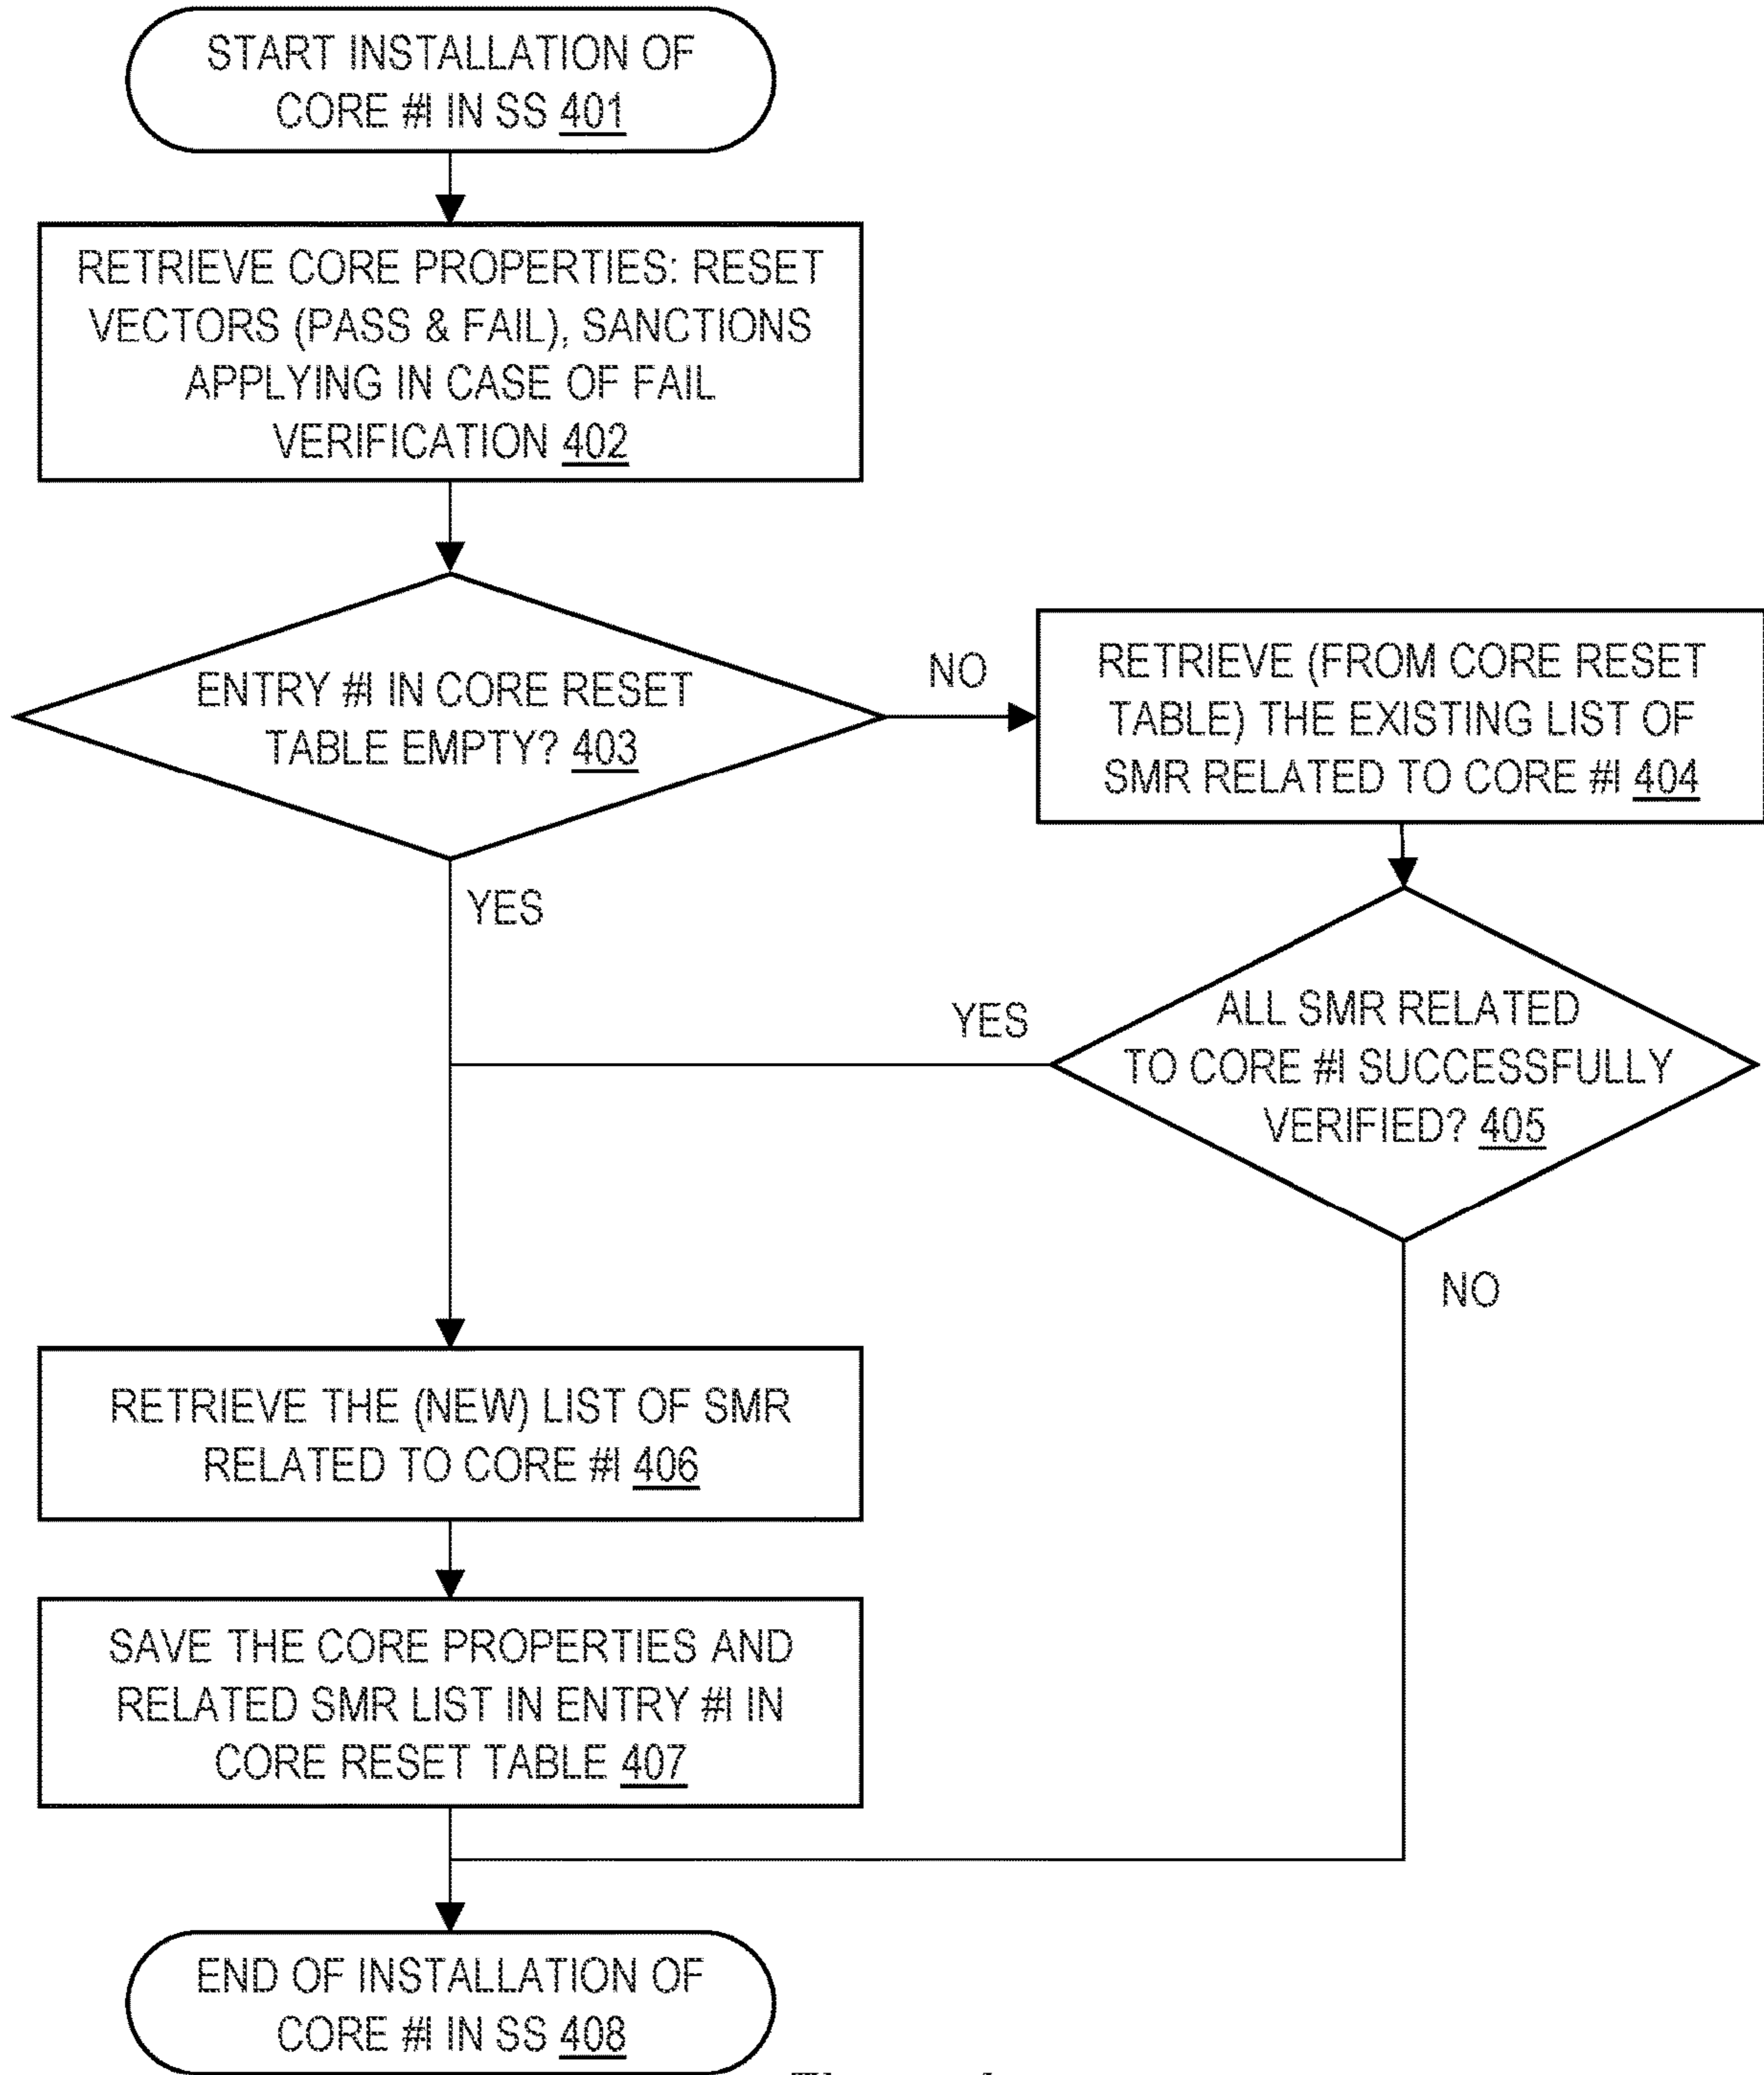 START INSTALLATION OF
CORE #I IN SS 401
RETRIEVE CORE PROPERTIES: RESET
VECTORS (PASS & FAIL), SANCTIONS
APPLYING IN CASE OF FAIL
VERIFICATION 402
ENTRY #I IN CORE RESET
TABLE EMPTY? 403
NO
RETRIEVE (FROM CORE RESET
TABLE) THE EXISTING LIST OF
SMR RELATED TO CORE #I 404
YES
YES
ALL SMR RELATED
TO CORE #I SUCCESSFULLY
VERIFIED? 405
NO
RETRIEVE THE (NEW) LIST OF SMR
RELATED TO CORE #I 406
SAVE THE CORE PROPERTIES AND
RELATED SMR LIST IN ENTRY #I IN
CORE RESET TABLE 407
END OF INSTALLATION OF
CORE #I IN SS 408